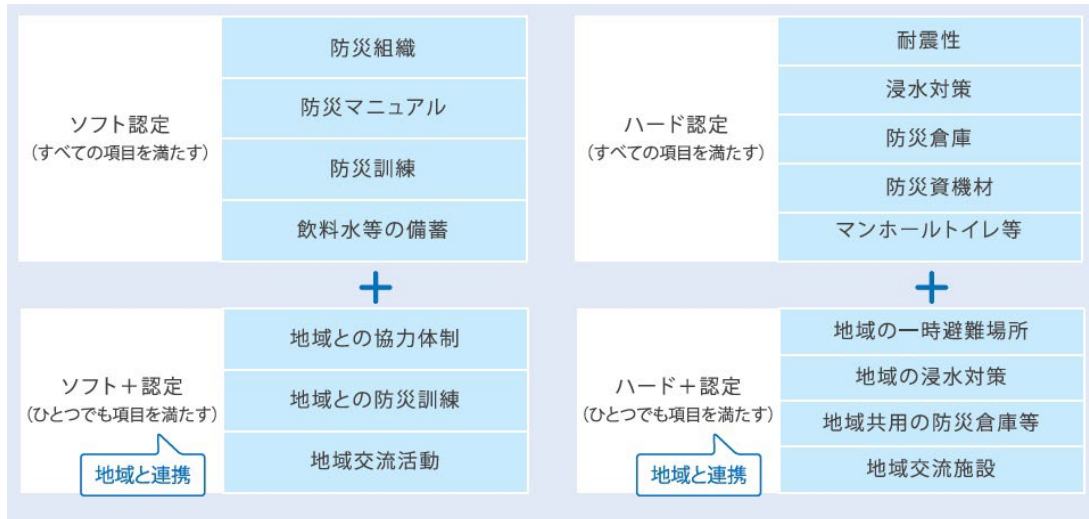 ソフト認定
(すべての項目を満たす)
防災組織
防災マニュアル
防災訓練
飲料水等の備蓄
+
ソフト+認定
(ひとつでも項目を満たす)
地域と連携
地域との協力体制
地域との防災訓練
地域交流活動
ハード認定
(すべての項目を満たす)
耐震性
浸水対策
防災倉庫
防災資機材
マンホールトイレ等
+
ハード+認定
(ひとつでも項目を満たす)
地域と連携
地域の一時避難場所
地域の浸水対策
地域共用の防災倉庫等
地域交流施設